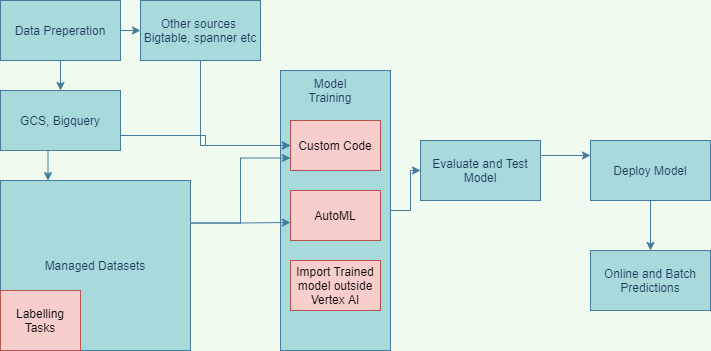 Data Preperation
Other sources
Bigtable, spanner etc
GCS, Bigquery
Managed Datasets
Labelling
Tasks
Model
Training
Custom Code
AutoML
Import Trained
model outside
Vertex AI
Evaluate and Test
Model
Deploy Model
Online and Batch
Predictions